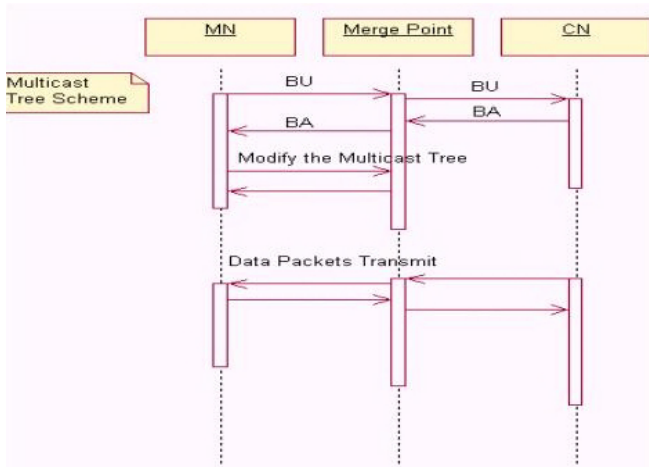 MN
Merge Point
CN
Multicast
Tree Scheme
BU
BU
BA
BA
Modify the Multicast Tree
Data Packets Transmit